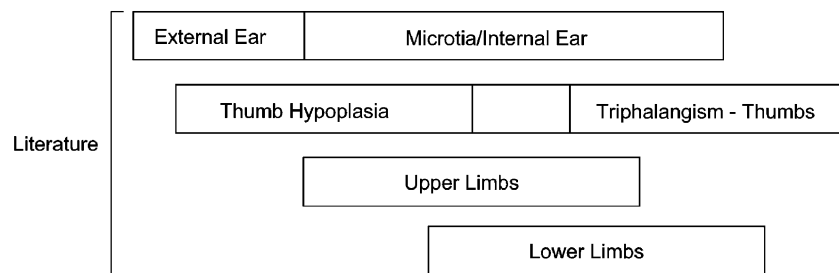 External Ear
Microtia/Internal Ear
Thumb Hypoplasia
Triphalangism - Thumbs
Literature
Upper Limbs
Lower Limbs